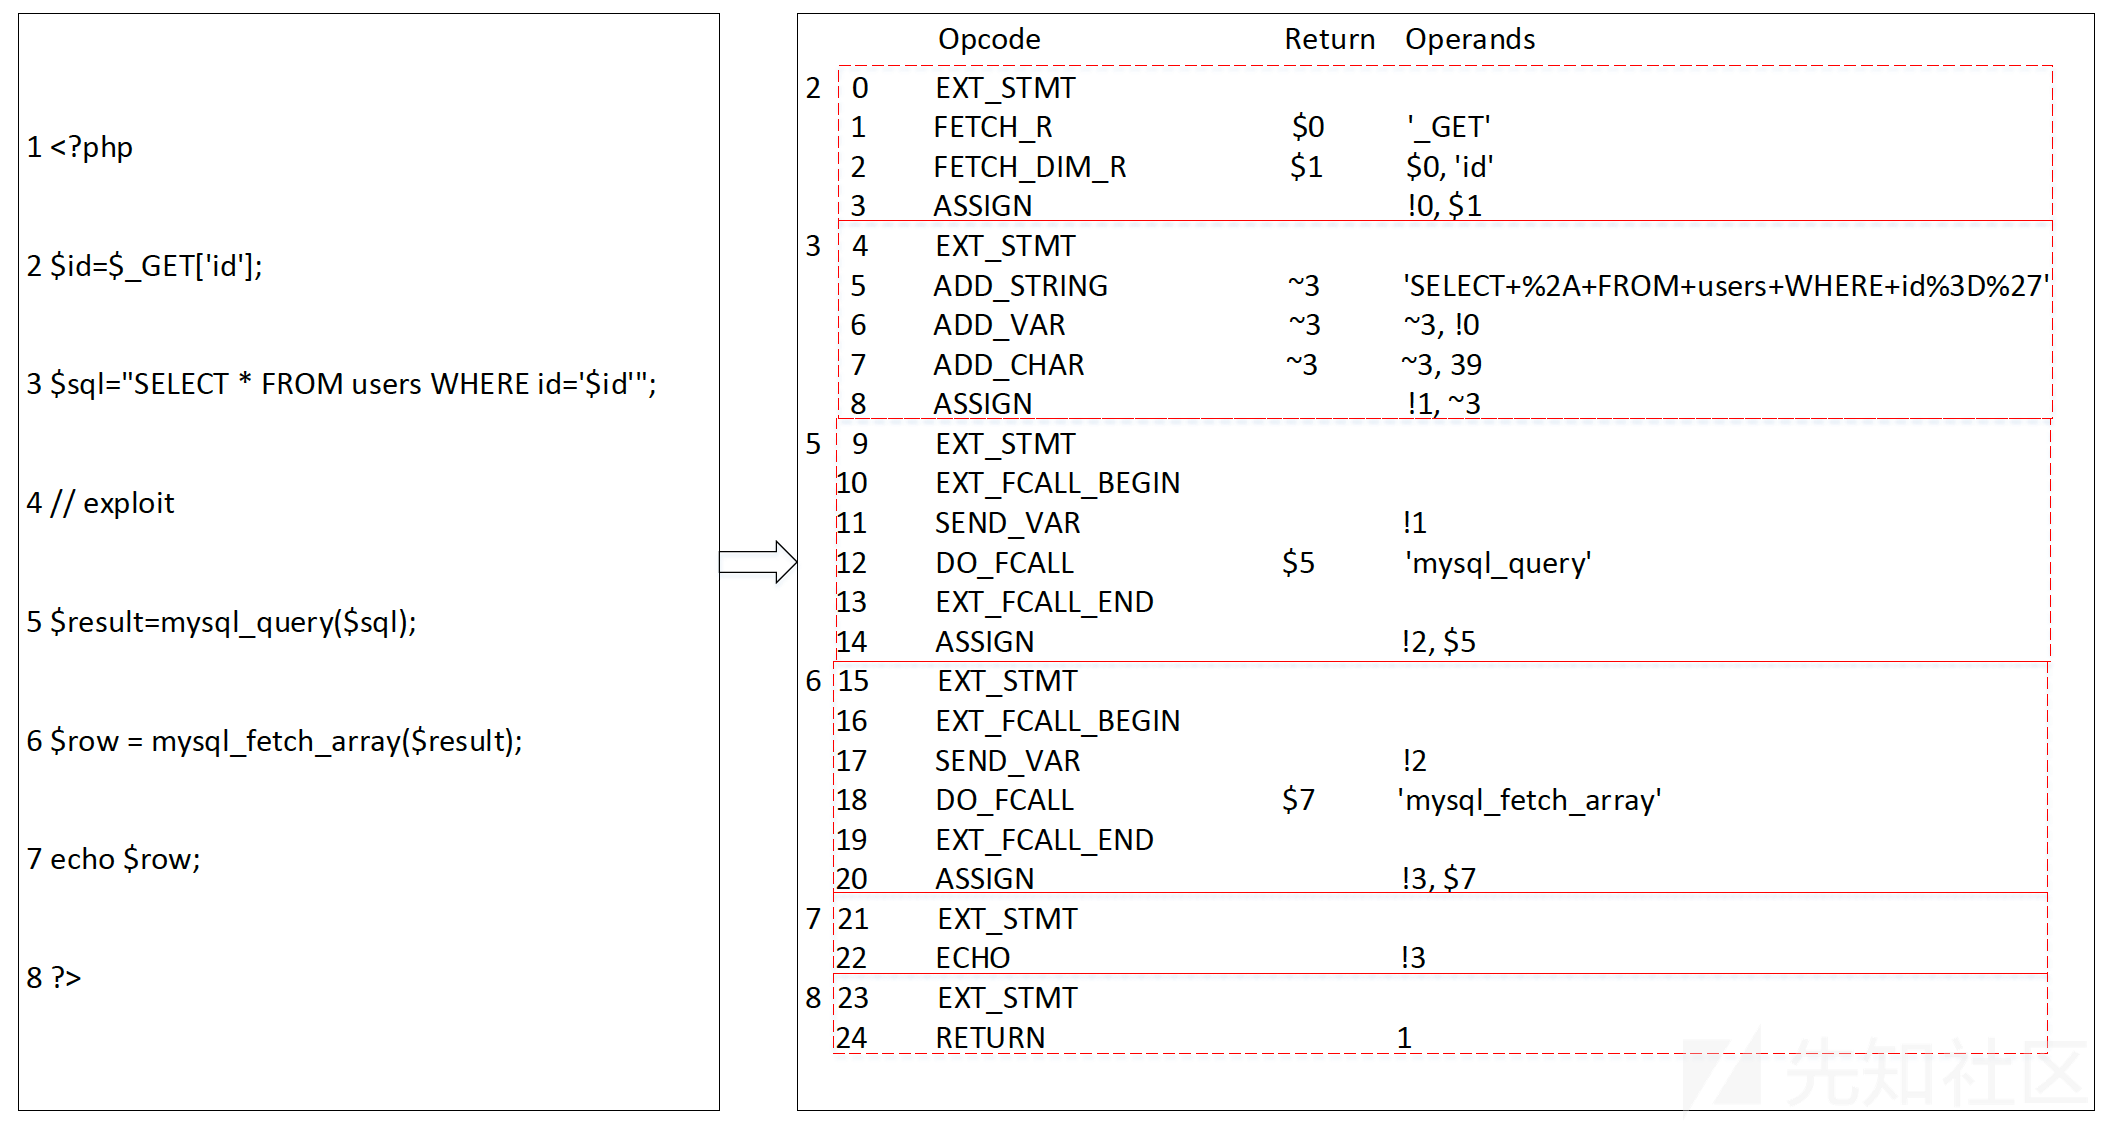 1 <?php
2 $id=$_GET['id'];
3 $sql="SELECT * FROM users WHERE id='$id'";
4 // exploit
5 $result=mysql_query($sql);
6 $row = mysql_fetch_array($result);
7 echo $row;
8 ?>
Opcode Return Operands
2 0 EXT_STMT
1 FETCH_R $0 '_GET'
2 FETCH_DIM_R $1 $0, 'id'
3 ASSIGN !0, $1
3 4 EXT_STMT
5 ADD_STRING ~3 'SELECT+%2A+FROM+users+WHERE+id%3D%27'
6 ADD_VAR ~3 ~3, !0
7 ADD_CHAR ~3 ~3, 39
8 ASSIGN !1, ~3
5 9 EXT_STMT
10 EXT_FCALL_BEGIN
11 SEND_VAR !1
12 DO_FCALL $5 'mysql_query'
13 EXT_FCALL_END
14 ASSIGN !2, $5
6 15 EXT_STMT
16 EXT_FCALL_BEGIN
17 SEND_VAR !2
18 DO_FCALL $7 'mysql_fetch_array'
19 EXT_FCALL_END
20 ASSIGN !3, $7
7 21 EXT_STMT
22 ECHO !3
8 23 EXT_STMT
24 RETURN 1
先知社区